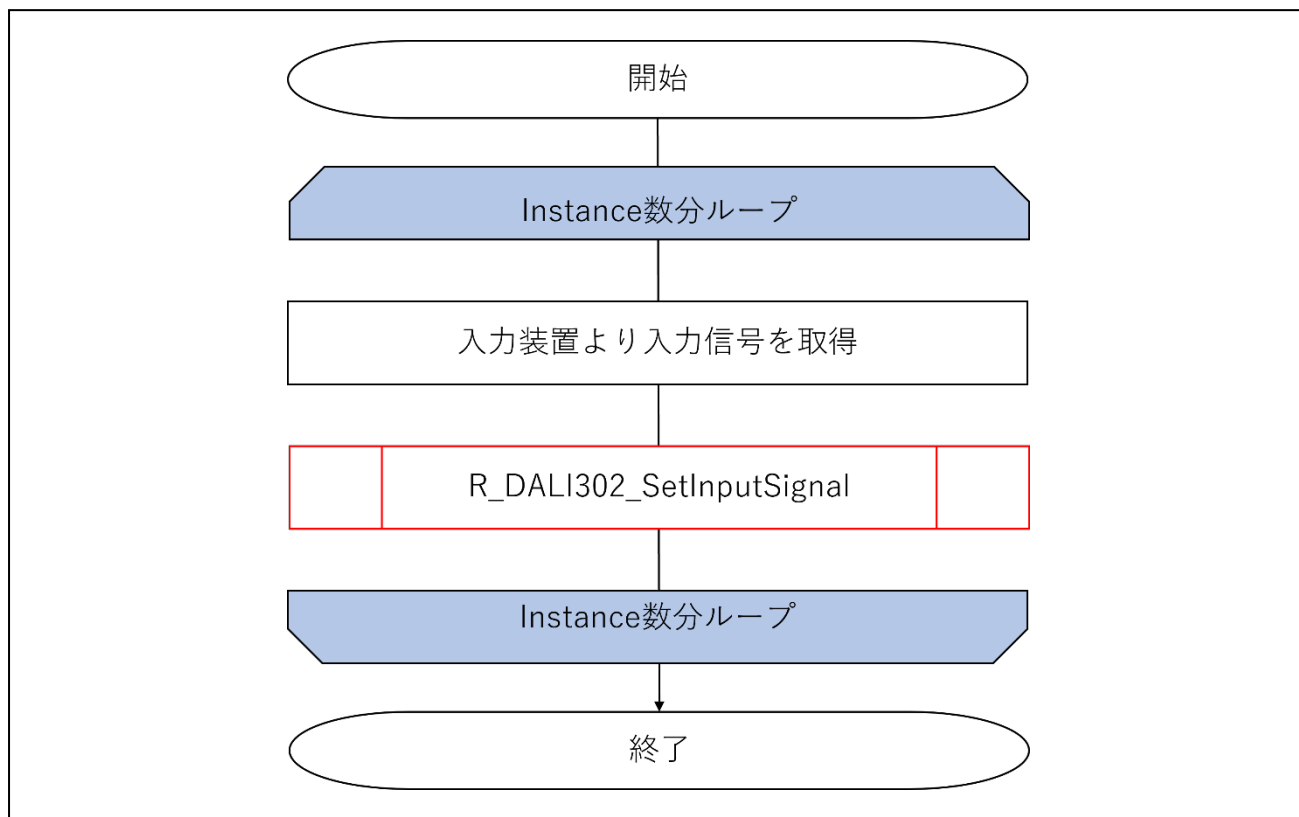 開始
Instance数分ループ
入力装置より入力信号を取得
R_DALI302_SetInputSignal
Instance数分ループ
終了